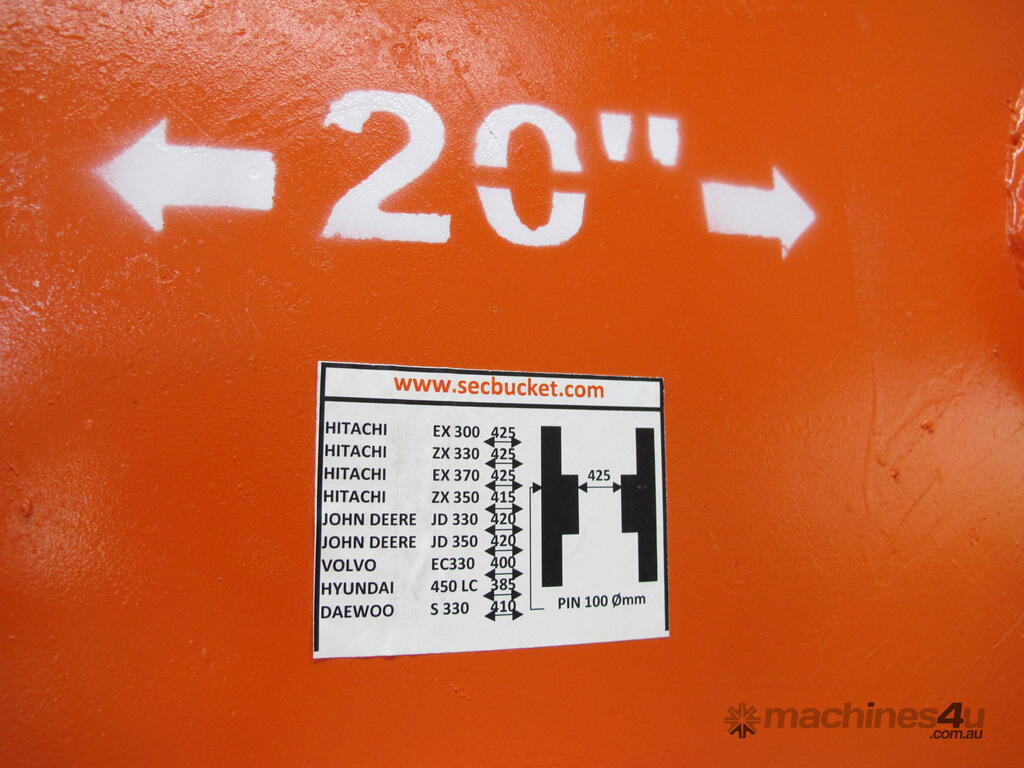 20"
www.secbucket.com
HITACHI EX 300 425
HITACHI ZX 330 425
HITACHI EX 370 425
HITACHI ZX 350 415
JOHN DEERE JD 330 420
JOHN DEERE JD 350 420
VOLVO EC330 400
HYUNDAI 450 LC 385
DAEWOO S 330 410
425
PIN 100 Ømm
machines4u
.com.au